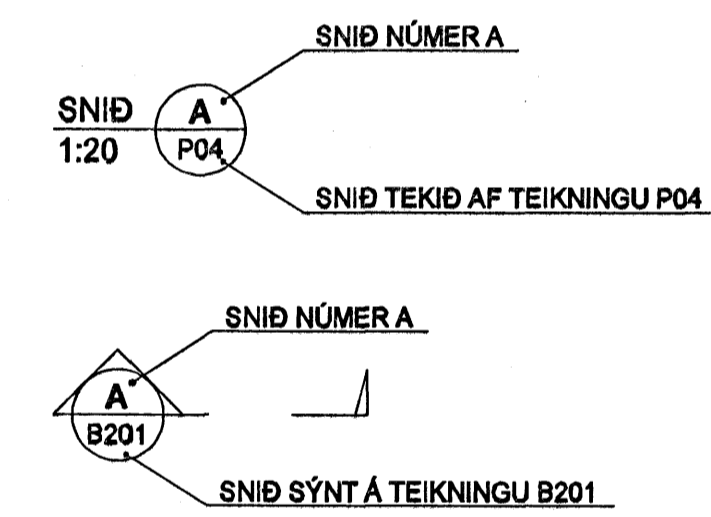 SNIÐ NÚMER A
SNIÐ
A
1:20
P04
SNIÐ TEKIÐ AF TEIKNINGU P04
SNIÐ NÚMER A
A
B201
SNIÐ SÝNT Á TEIKNINGU B201